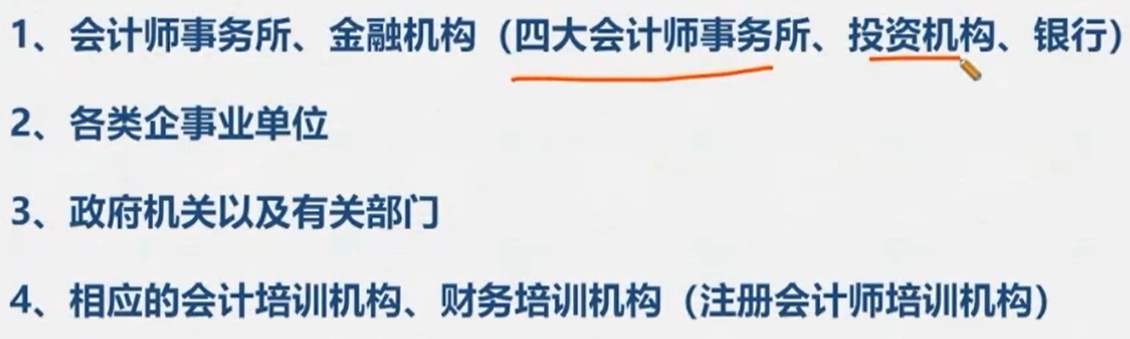 1、会计师事务所、金融机构（四大会计师事务所、投资机构、银行）
2、各类企事业单位
3、政府机关以及有关部门
4、相应的会计培训机构、财务培训机构（注册会计师培训机构）